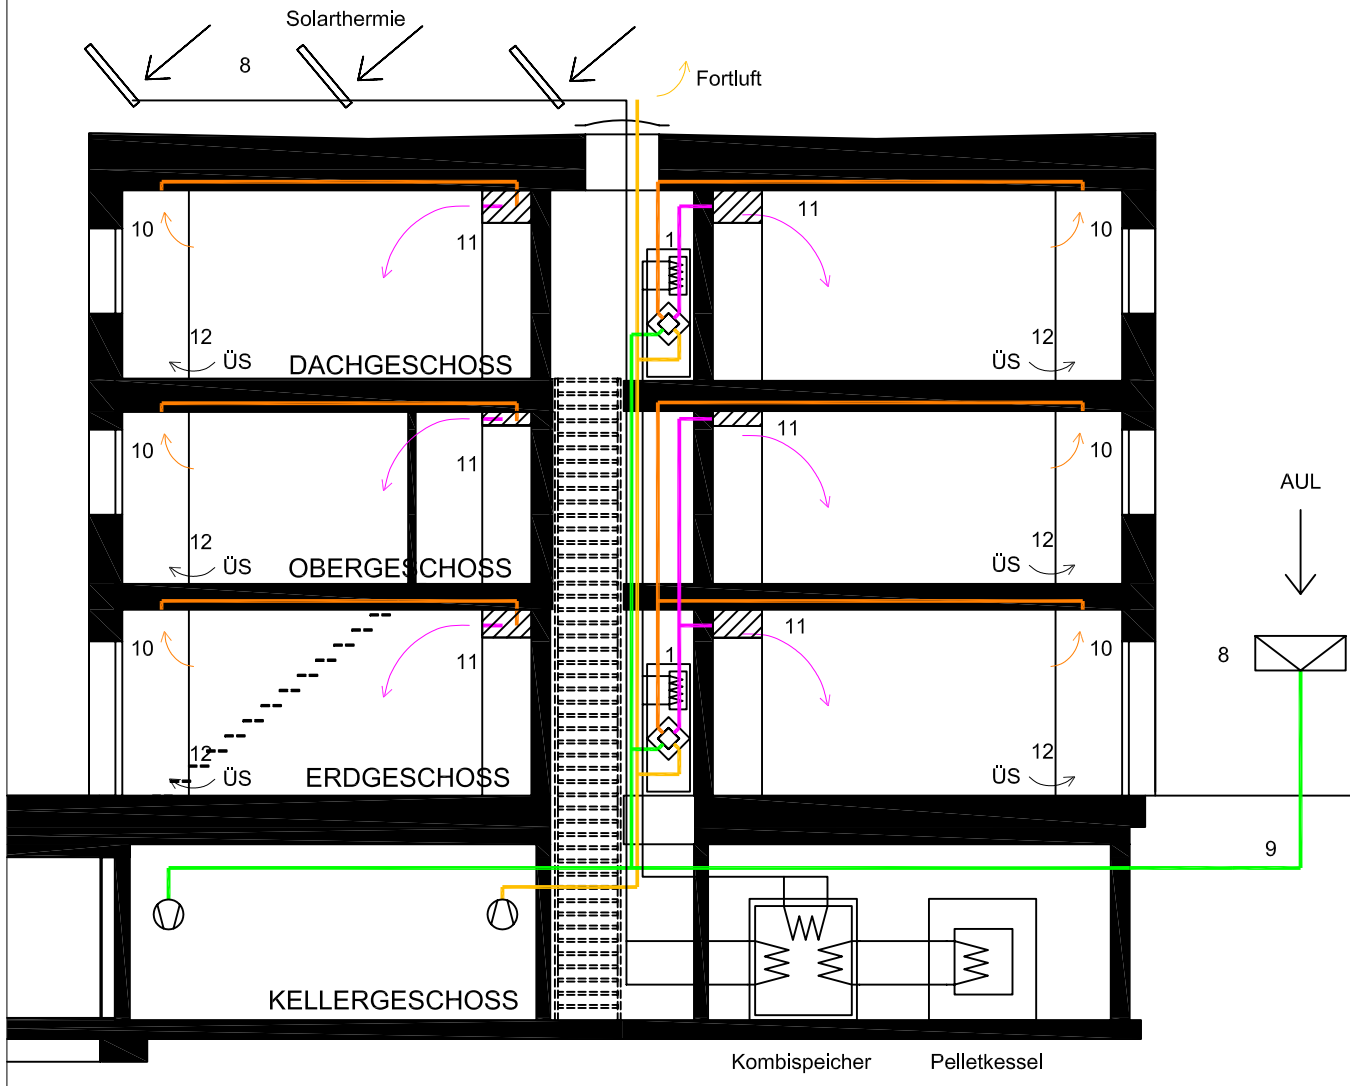 Solarthermie
8
Fortluft
10 11 1 11 10
12 ÜS DACHGESCHOSS ÜS 12
10 11 11 10
12 ÜS OBERGESCHOSS ÜS 12
AUL
10 11 1 11 10 8
12 ÜS ERDGESCHOSS ÜS 12
9
KELLERGESCHOSS
Kombispeicher Pelletkessel